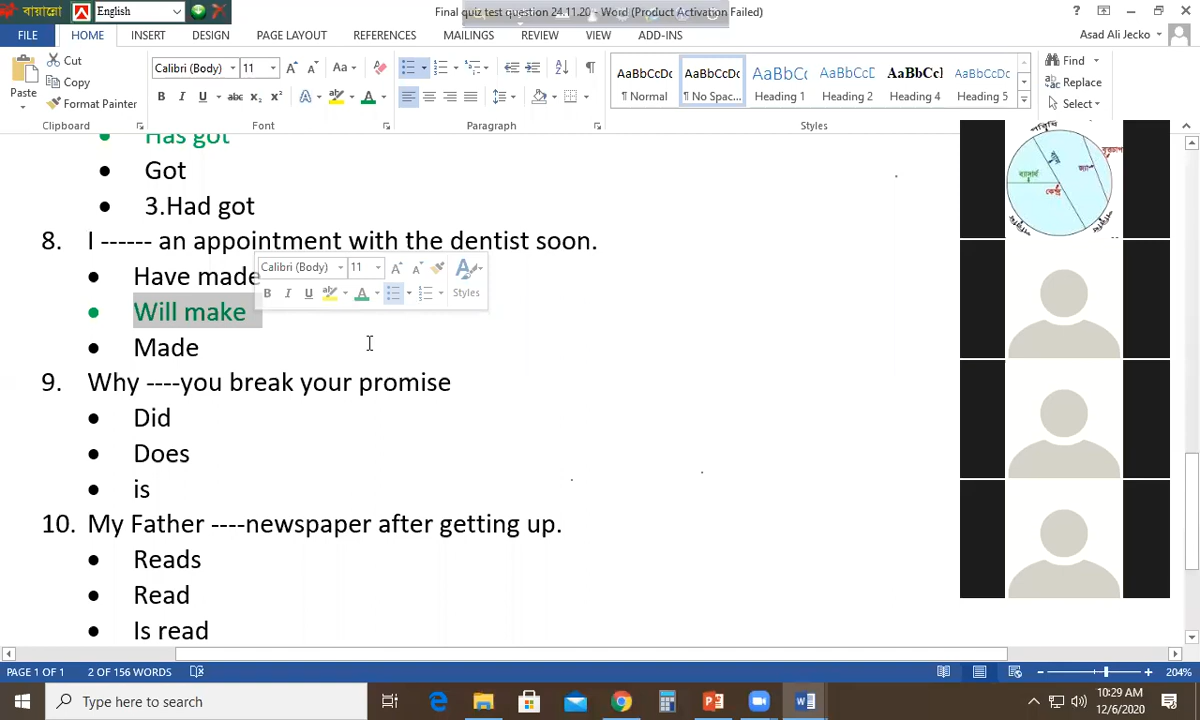 বায়ান্নো English Final quiz test question 24.11.20 - Word (Product Activation Failed)
FILE HOME INSERT DESIGN PAGE LAYOUT REFERENCES MAILINGS REVIEW VIEW ADD-INS Asad Ali Jecko
Cut
Copy
Format Painter
Paste
Calibri (Body) 11
AaBbCcDc AaBbCcDc AaBbCc AaBbCcD AaBbCcl AaBbCcD
¶ Normal ¶ No Spac... Heading 1 Heading 2 Heading 4 Heading 5
Find
Replace
Select
Clipboard Font Paragraph Styles
Has got
Got
3.Had got
8. I ------ an appointment with the dentist soon.
Have made
Calibri (Body) 11
Styles
Will make
Made
9. Why ----you break your promise
Did
Does
is
10. My Father ----newspaper after getting up.
Reads
Read
Is read
ব্যাসার্ধ
কেন্দ্র
জ্যা
PAGE 1 OF 1 2 OF 156 WORDS 204%
Type here to search
10:29 AM
12/6/2020